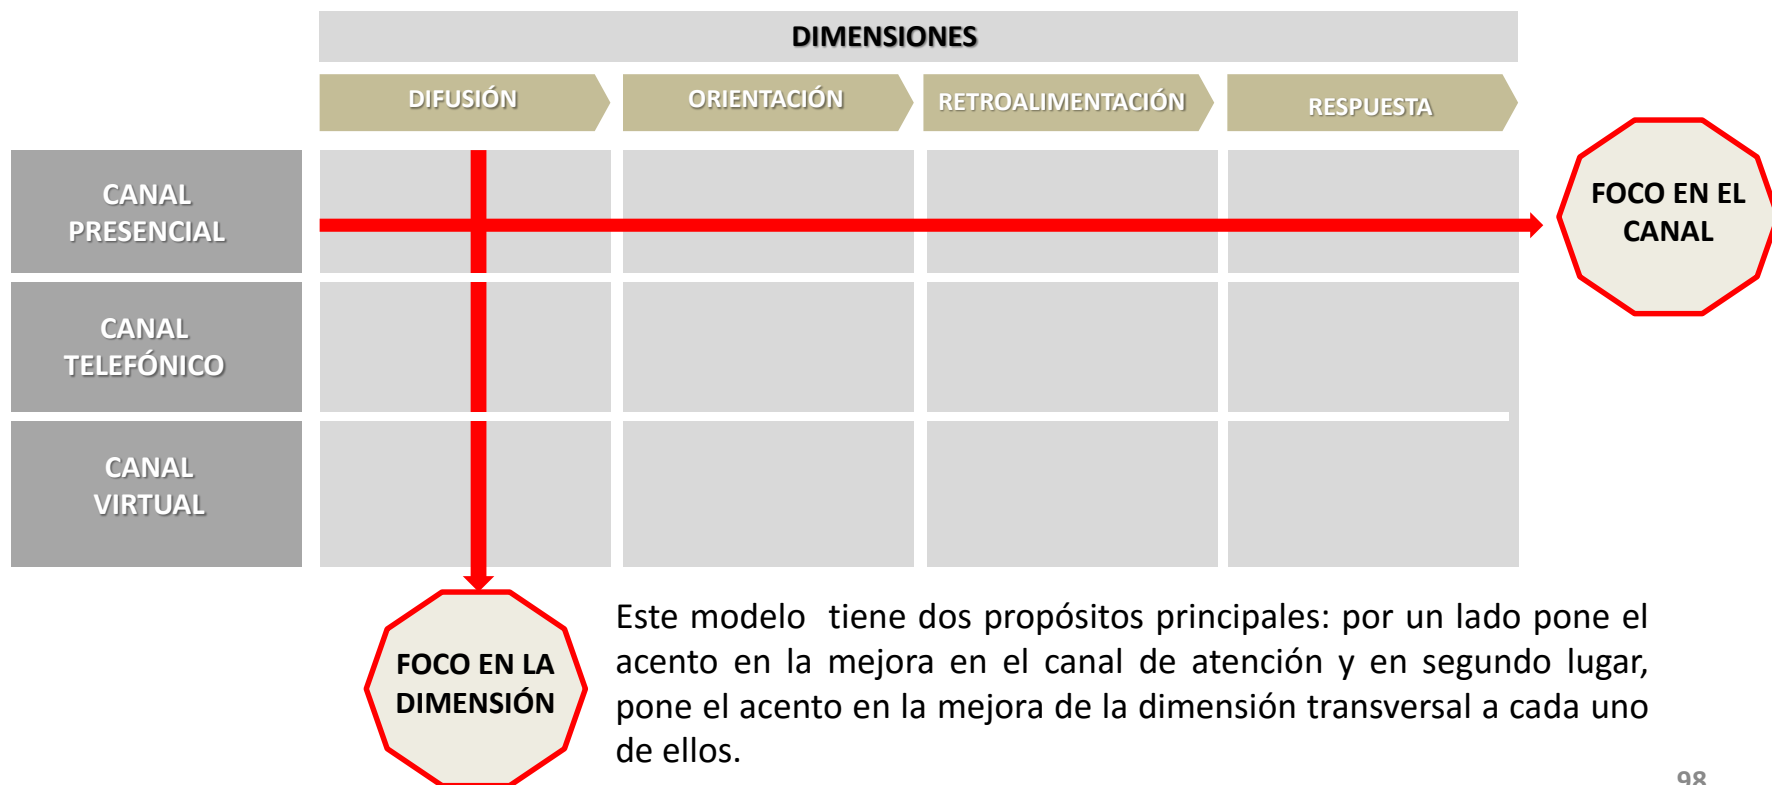 DIMENSIONES
DIFUSIÓN
ORIENTACIÓN
RETROALIMENTACIÓN
RESPUESTA
CANAL
PRESENCIAL
FOCO EN EL
CANAL
CANAL
TELEFÓNICO
CANAL
VIRTUAL
FOCO EN LA
DIMENSIÓN
Este modelo tiene dos propósitos principales: por un lado pone el
acento en la mejora en el canal de atención y en segundo lugar,
pone el acento en la mejora de la dimensión transversal a cada uno
de ellos.
98